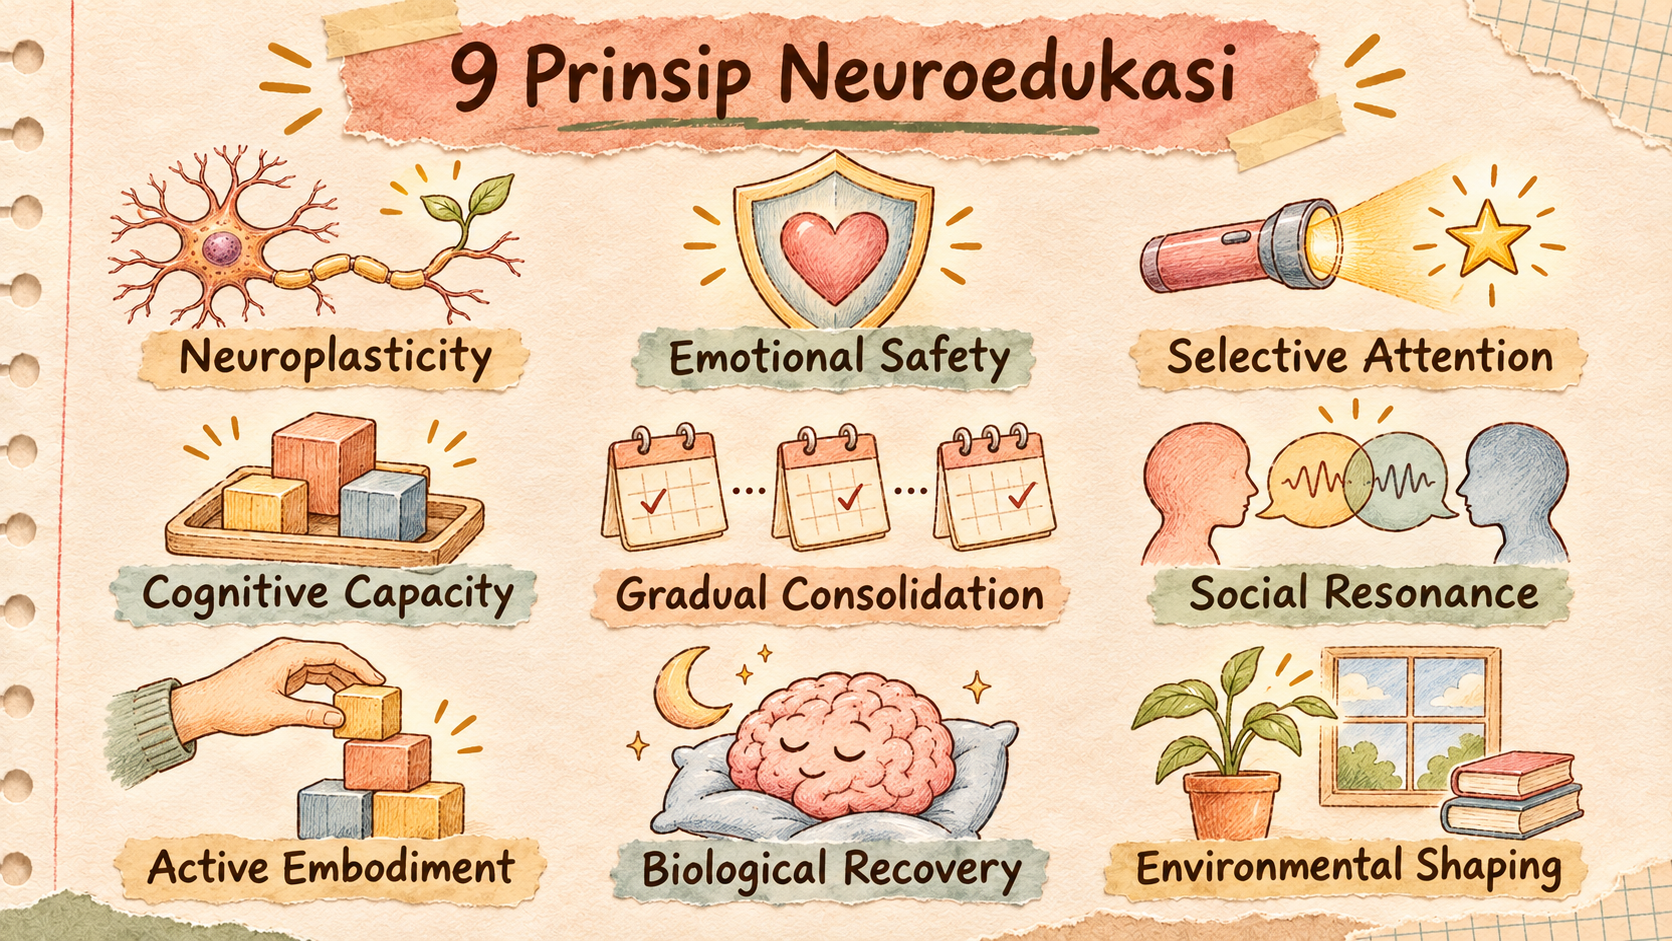 9 Prinsip Neuroedukasi
Neuroplasticity
Emotional Safety
Selective Attention
Cognitive Capacity
Gradual Consolidation
Social Resonance
Active Embodiment
Biological Recovery
Environmental Shaping